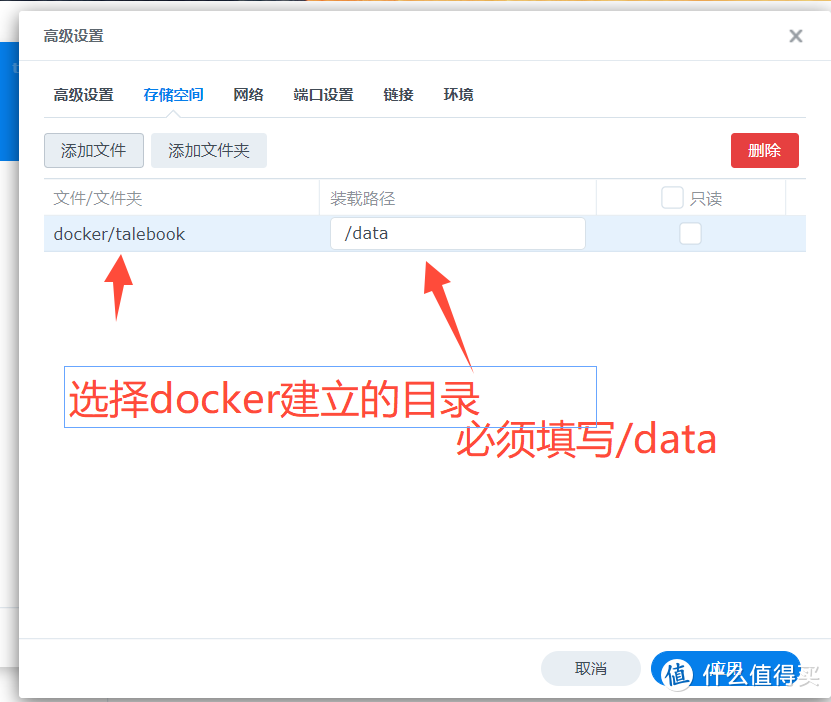 高级设置
高级设置 存储空间 网络 端口设置 链接 环境
添加文件 添加文件夹 删除
文件/文件夹 装载路径 只读
docker/talebook /data
选择docker建立的目录
必须填写/data
取消 应用
值 什么值得买